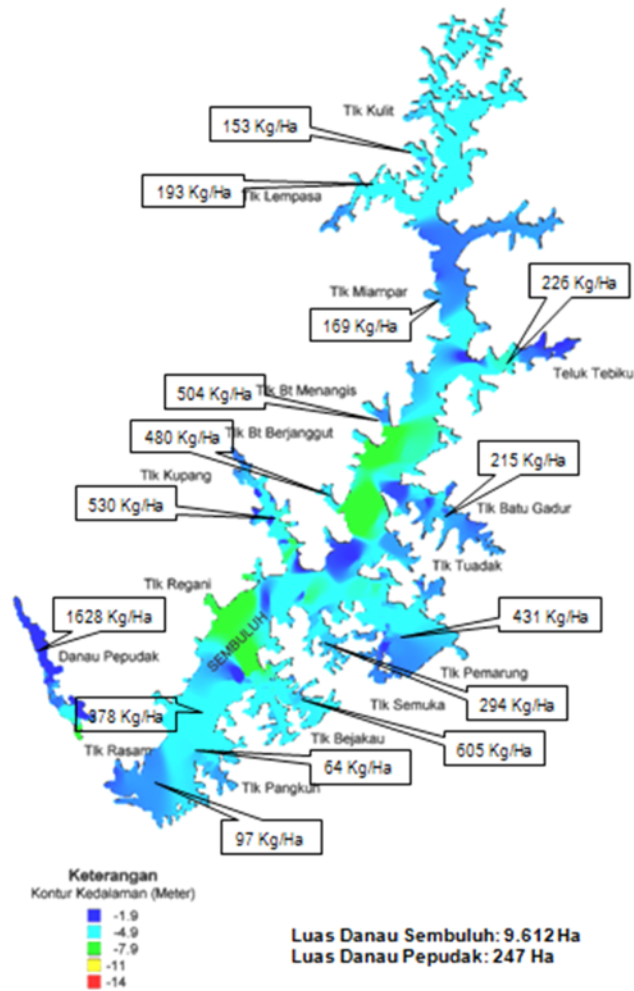 Tlk Kulit
153 Kg/Ha
193 Kg/Ha
Tlk Lempasa
Tlk Miampar
226 Kg/Ha
169 Kg/Ha
Teluk Tebiku
Tlk Bt Menangis
504 Kg/Ha
Tlk Bt Berjanggut
480 Kg/Ha
215 Kg/Ha
Tlk Kupang
530 Kg/Ha
Tlk Batu Gadur
Tlk Tuadak
Tlk Regani
1628 Kg/Ha
431 Kg/Ha
SEMBULUH
Danau Pepudak
Tlk Pemarung
294 Kg/Ha
Tlk Semuka
378 Kg/Ha
605 Kg/Ha
Tlk Bejakau
Tlk Rasam
64 Kg/Ha
Tlk Pangkuh
97 Kg/Ha
Keterangan
Kontur Kedalaman (Meter)
-1.9
-4.9
-7.9
-11
-14
Luas Danau Sembuluh: 9.612 Ha
Luas Danau Pepudak: 247 Ha